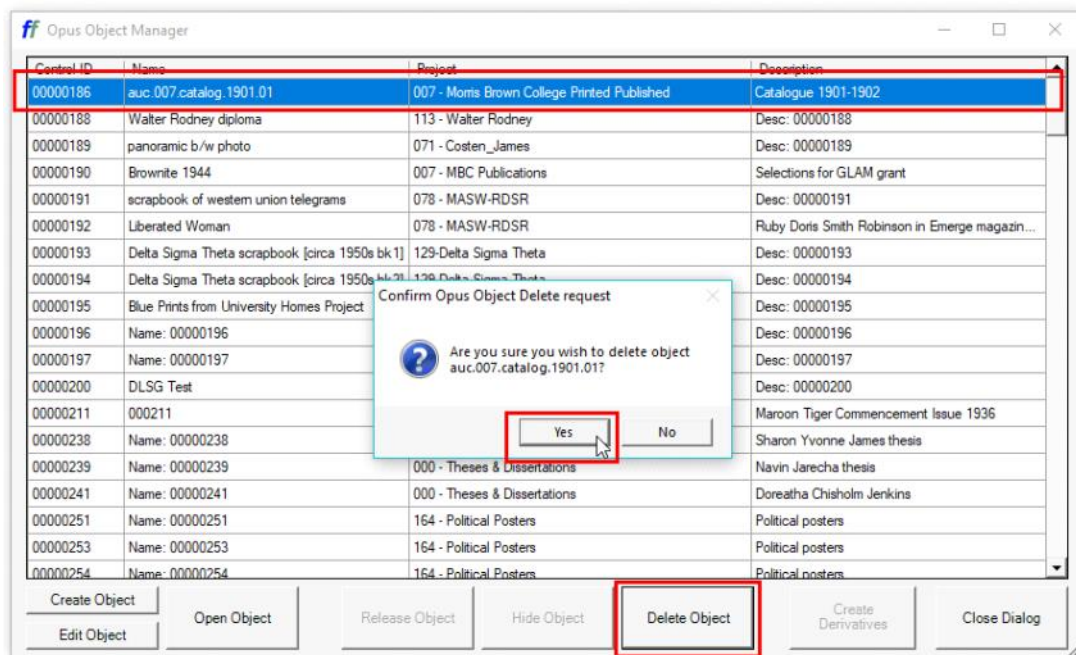 ff Opus Object Manager
Control ID Name Project Description
00000186 auc.007.catalog.1901.01 007 - Morris Brown College Printed Published Catalogue 1901-1902
00000188 Walter Rodney diploma 113 - Walter Rodney Desc: 00000188
00000189 panoramic b/w photo 071 - Costen_James Desc: 00000189
00000190 Brownite 1944 007 - MBC Publications Selections for GLAM grant
00000191 scrapbook of western union telegrams 078 - MASW-RDSR Desc: 00000191
00000192 Liberated Woman 078 - MASW-RDSR Ruby Doris Smith Robinson in Emerge magazin...
00000193 Delta Sigma Theta scrapbook [circa 1950s bk1] 129-Delta Sigma Theta Desc: 00000193
00000194 Delta Sigma Theta scrapbook [circa 1950s bk2] 129-Delta Sigma Theta Desc: 00000194
00000195 Blue Prints from University Homes Project Desc: 00000195
00000196 Name: 00000196 Desc: 00000196
00000197 Name: 00000197 Desc: 00000197
00000200 DLSG Test Desc: 00000200
00000211 000211 Maroon Tiger Commencement Issue 1936
00000238 Name: 00000238 Sharon Yvonne James thesis
00000239 Name: 00000239 000 - Theses & Dissertations Navin Jarecha thesis
00000241 Name: 00000241 000 - Theses & Dissertations Doreatha Chisholm Jenkins
00000251 Name: 00000251 164 - Political Posters Political posters
00000253 Name: 00000253 164 - Political Posters Political posters
00000254 Name: 00000254 164 - Political Posters Political posters
Confirm Opus Object Delete request
Are you sure you wish to delete object
auc.007.catalog.1901.01?
Yes No
Create Object
Edit Object
Open Object
Release Object
Hide Object
Delete Object
Create
Derivatives
Close Dialog